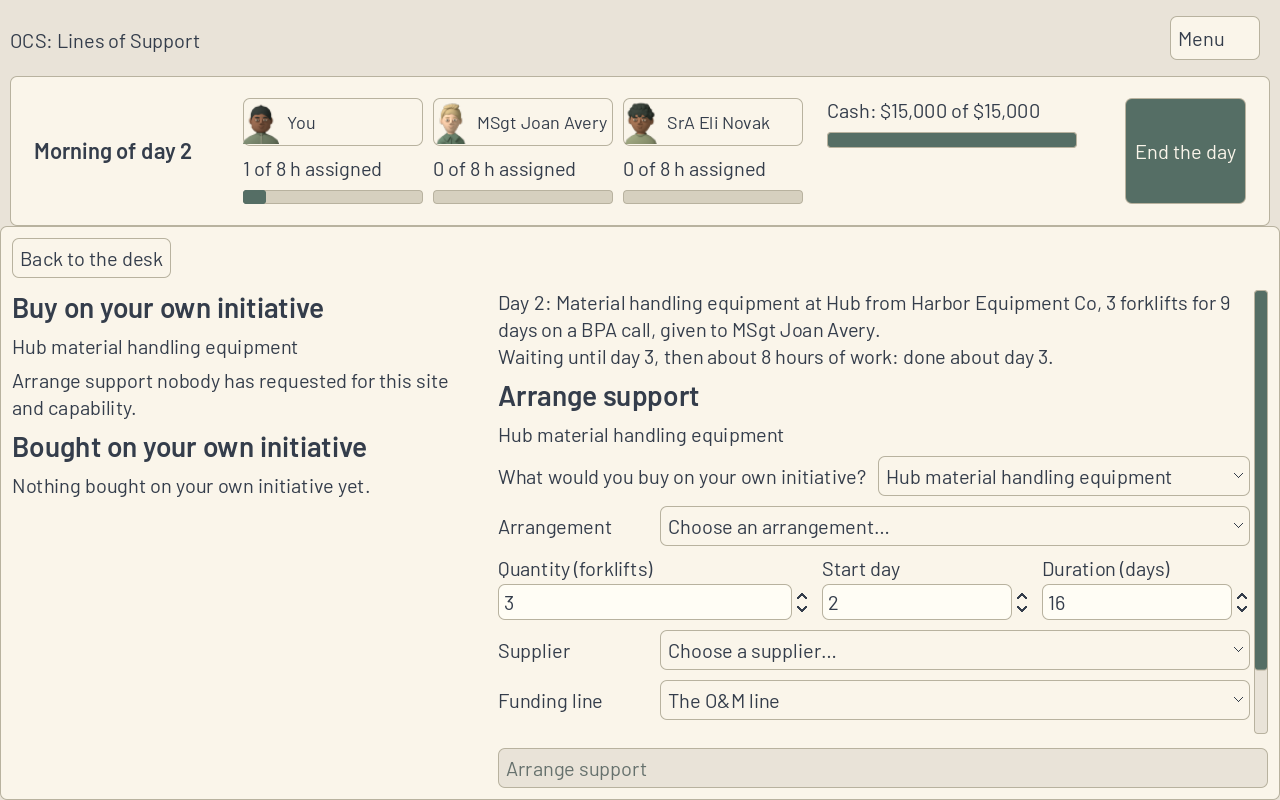 OCS: Lines of Support
Menu
Morning of day 2
You
1 of 8 h assigned
MSgt Joan Avery
0 of 8 h assigned
SrA Eli Novak
0 of 8 h assigned
Cash: $15,000 of $15,000
End the day
Back to the desk
Buy on your own initiative
Hub material handling equipment
Arrange support nobody has requested for this site
and capability.
Bought on your own initiative
Nothing bought on your own initiative yet.
Day 2: Material handling equipment at Hub from Harbor Equipment Co, 3 forklifts for 9
days on a BPA call, given to MSgt Joan Avery.
Waiting until day 3, then about 8 hours of work: done about day 3.
Arrange support
Hub material handling equipment
What would you buy on your own initiative?
Hub material handling equipment
Arrangement
Choose an arrangement...
Quantity (forklifts)
3
Start day
2
Duration (days)
16
Supplier
Choose a supplier...
Funding line
The O&M line
Arrange support